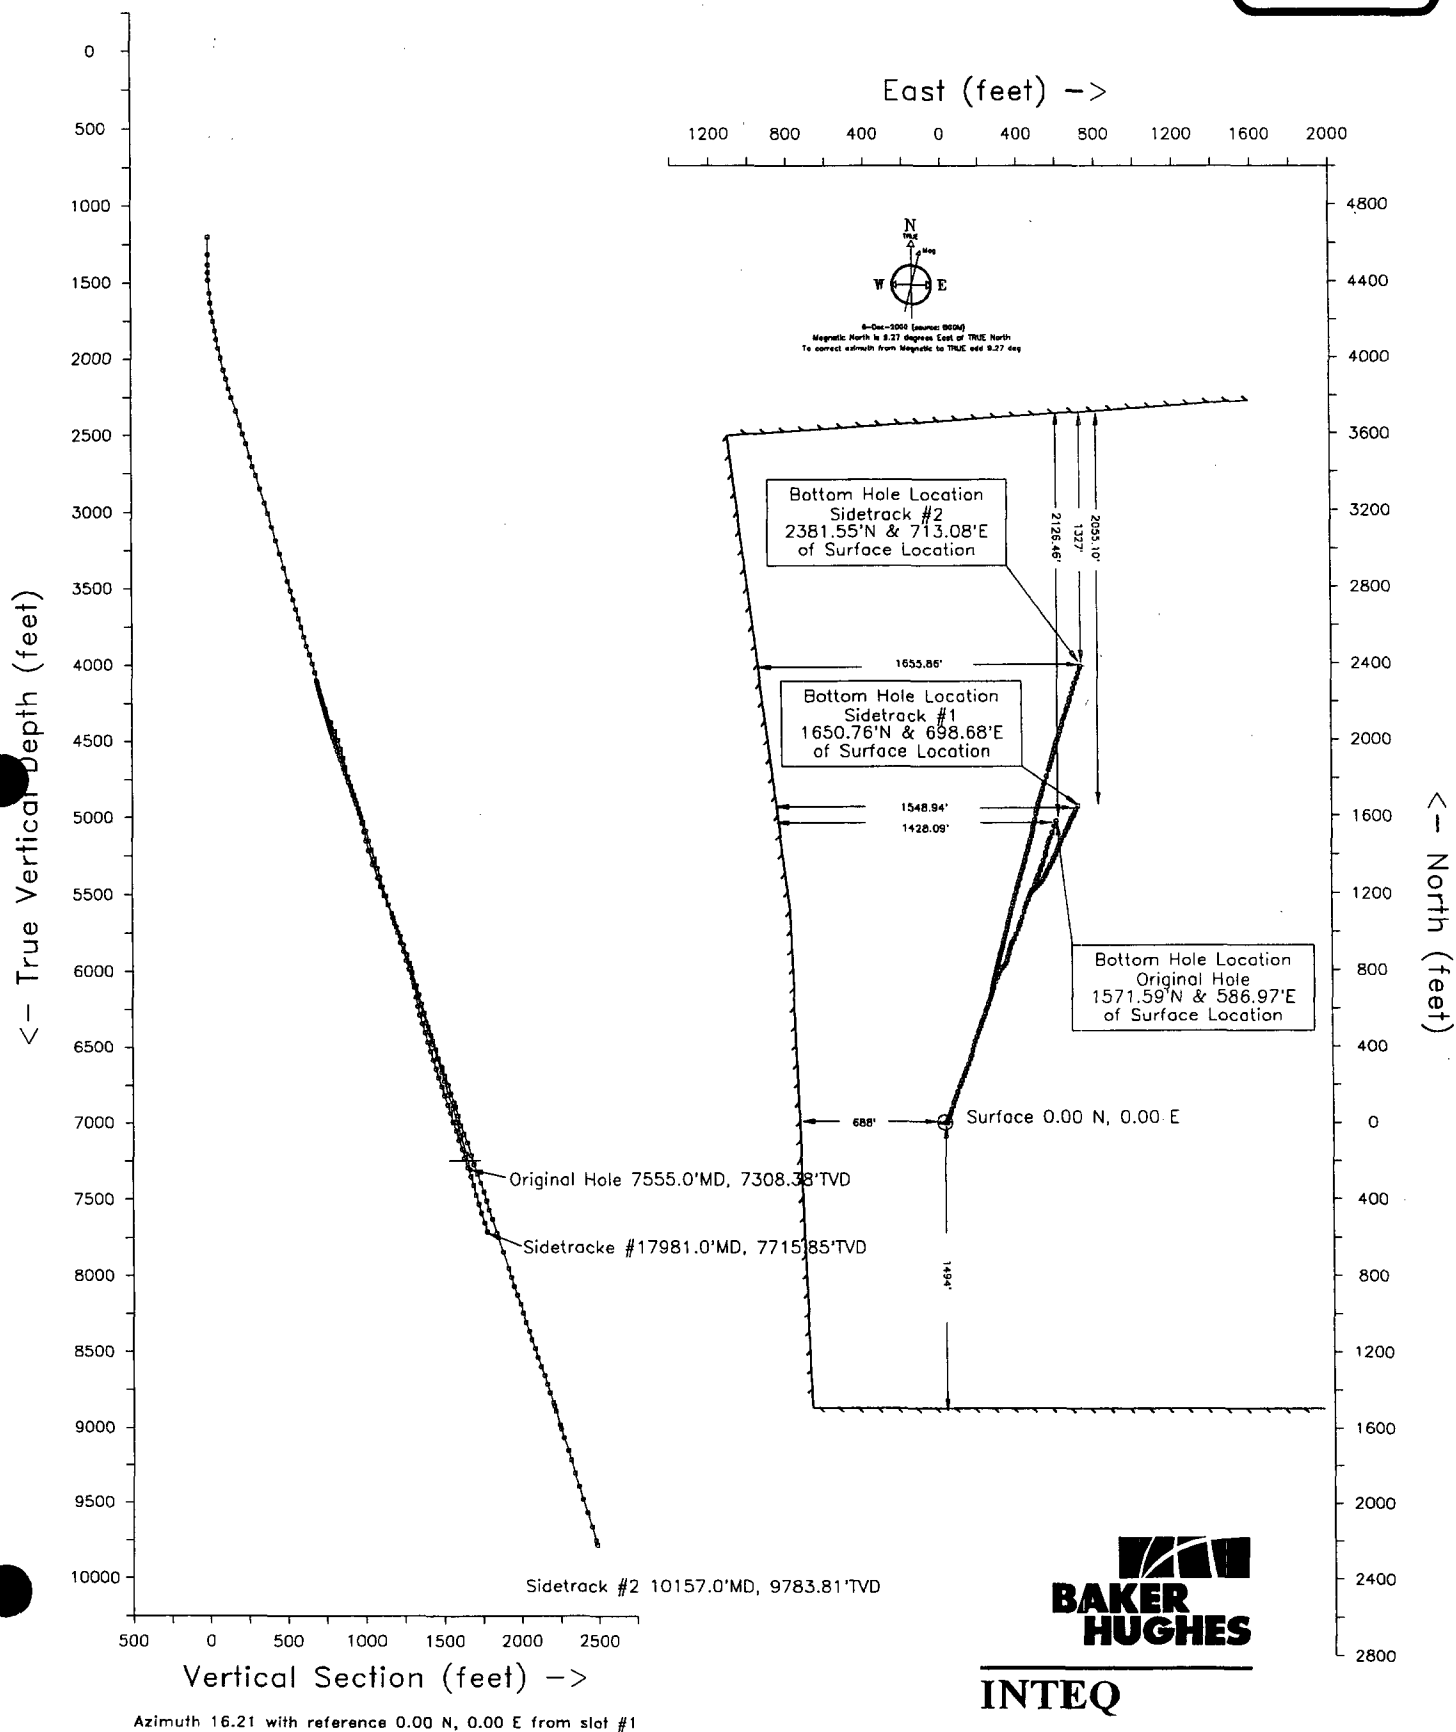 0
500
1000
1500
2000
2500
3000
3500
4000
4500
5000
5500
6000
6500
7000
7500
8000
8500
9000
9500
10000
<- True Vertical Depth (feet)
500 0 500 1000 1500 2000 2500
Vertical Section (feet) ->
Azimuth 16.21 with reference 0.00 N, 0.00 E from slot #1
Original Hole 7555.0'MD, 7308.38'TVD
Sidetracke #17981.0'MD, 7715.85'TVD
Sidetrack #2 10157.0'MD, 9783.81'TVD
East (feet) ->
1200 800 400 0 400 800 1200 1600 2000
N
TRUE
Mag
W E
6-Dec-2000 (source: BGGM)
Magnetic North is 9.27 degrees East of TRUE North
To correct azimuth from Magnetic to TRUE add 9.27 deg
Bottom Hole Location
Sidetrack #2
2381.55'N & 713.08'E
of Surface Location
2126.46'
1327'
2055.10'
1655.86'
Bottom Hole Location
Sidetrack #1
1650.76'N & 698.68'E
of Surface Location
1548.94'
1428.09'
Bottom Hole Location
Original Hole
1571.59'N & 586.97'E
of Surface Location
688'
Surface 0.00 N, 0.00 E
1494'
4800
4400
4000
3600
3200
2800
2400
2000
1600
1200
800
400
0
400
800
1200
1600
2000
2400
2800
<- North (feet)
BAKER
HUGHES
INTEQ